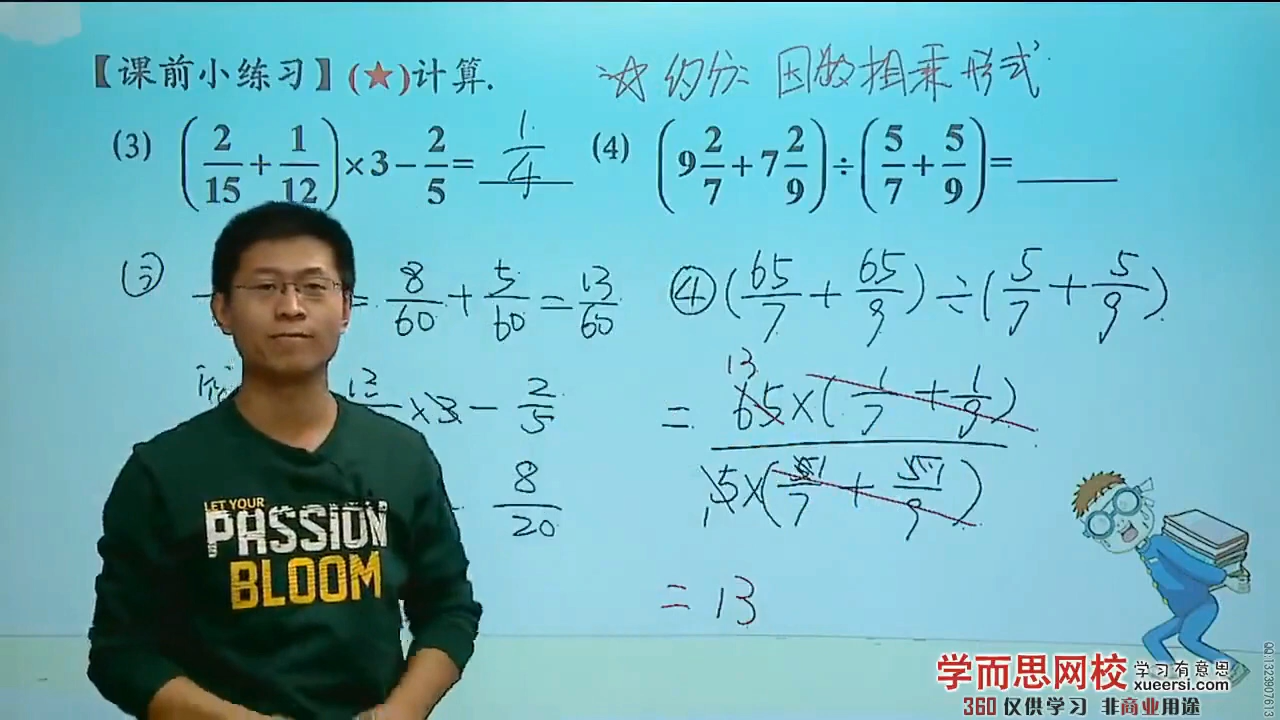 【课前小练习】(★)计算.
☆ 约分 因数相乘形式
(3) (2/15 + 1/12) × 3 − 2/5 = 1/4
(4) (9 2/7 + 7 2/9) ÷ (5/7 + 5/9) =
③
= 8/60 + 5/60 = 13/60
12
× 3 − 2/5
8/20
④ (65/7 + 65/9) ÷ (5/7 + 5/9)
13
= 65 × (1/7 + 1/9)
5 × (1/7 + 1/9)
1
= 13
LET YOUR
PASSION
BLOOM
学而思网校 学习有意思
xueersi.com
360 仅供学习 非商业用途